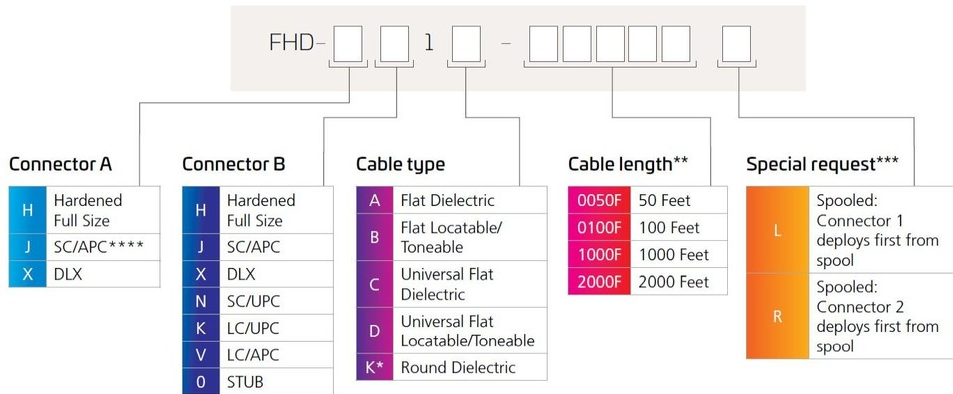 FHD- 1 -
Connector A
H Hardened
Full Size
J SC/APC****
X DLX
Connector B
H Hardened
Full Size
J SC/APC
X DLX
N SC/UPC
K LC/UPC
V LC/APC
0 STUB
Cable type
A Flat Dielectric
B Flat Locatable/
Toneable
C Universal Flat
Dielectric
D Universal Flat
Locatable/Toneable
K* Round Dielectric
Cable length**
0050F 50 Feet
0100F 100 Feet
1000F 1000 Feet
2000F 2000 Feet
Special request***
L Spooled:
Connector 1
deploys first from
spool
R Spooled:
Connector 2
deploys first from
spool